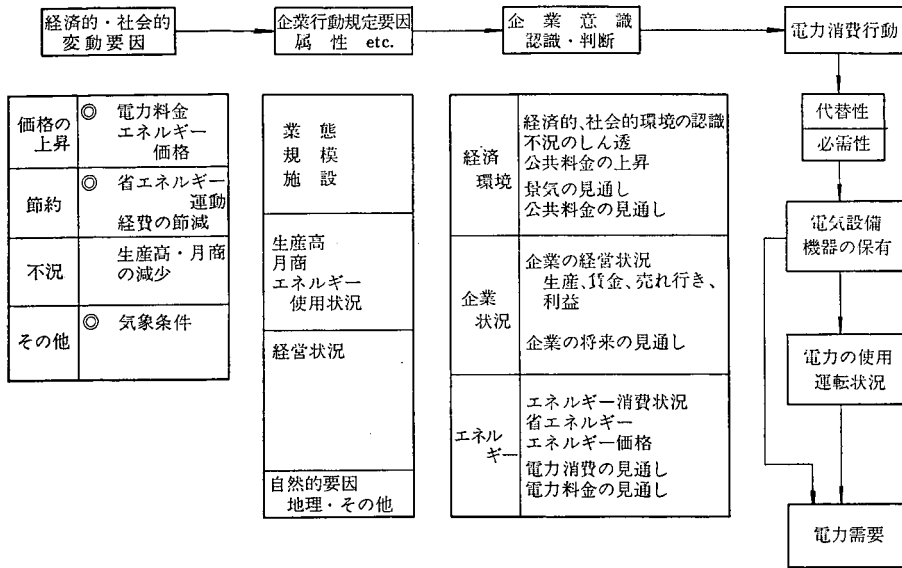 経済的・社会的
変動要因
企業行動規定要因
属性 etc.
企業意識
認識・判断
電力消費行動
価格の
上昇
◎ 電力料金
エネルギー
価格
節約
◎ 省エネルギー
運動
経費の節減
不況
生産高・月商
の減少
その他
◎ 気象条件
業態
規模
施設
生産高
月商
エネルギー
使用状況
経営状況
自然的要因
地理・その他
経済
環境
経済的、社会的環境の認識
不況のしん透
公共料金の上昇
景気の見通し
公共料金の見通し
企業
状況
企業の経営状況
生産、賃金、売れ行き、
利益
企業の将来の見通し
エネル
ギー
エネルギー消費状況
省エネルギー
エネルギー価格
電力消費の見通し
電力料金の見通し
代替性
必需性
電気設備
機器の保有
電力の使用
運転状況
電力需要